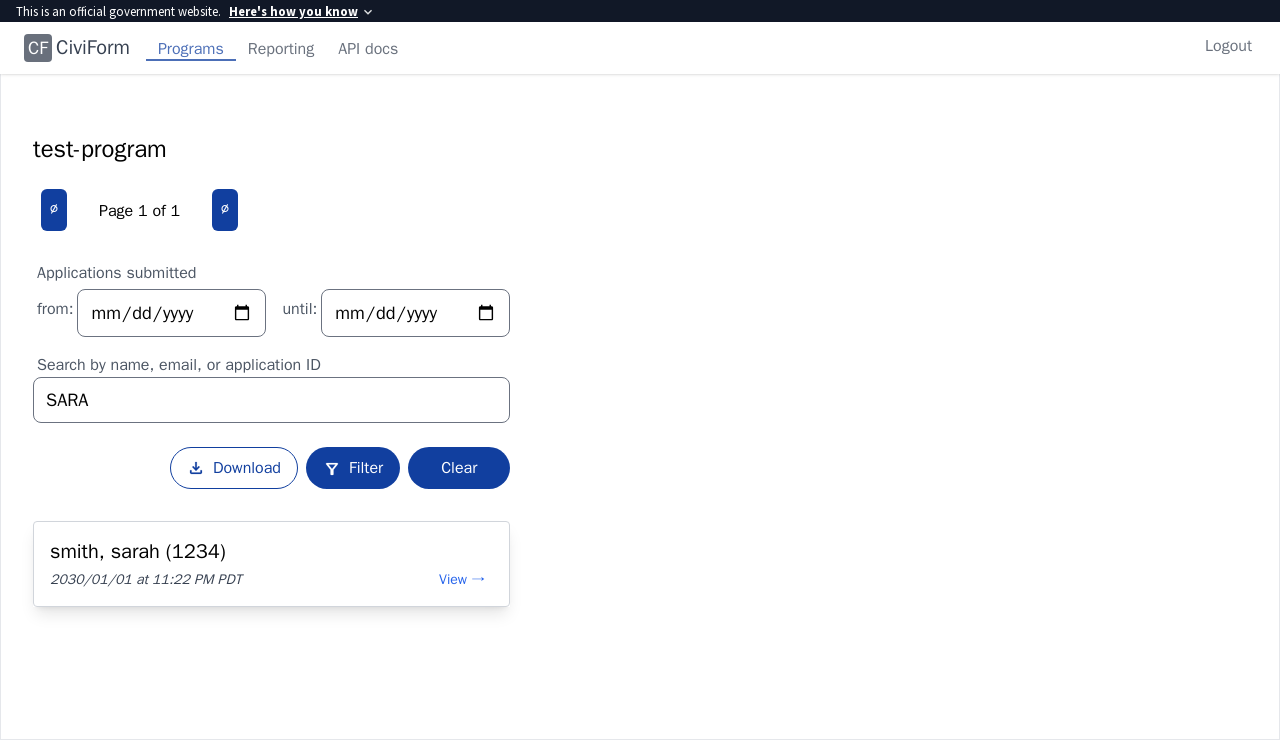 This is an official government website. Here's how you know
CF CiviForm Programs Reporting API docs Logout
test-program
∅ Page 1 of 1 ∅
Applications submitted
from: mm/dd/yyyy until: mm/dd/yyyy
Search by name, email, or application ID
SARA
Download Filter Clear
smith, sarah (1234)
2030/01/01 at 11:22 PM PDT View →